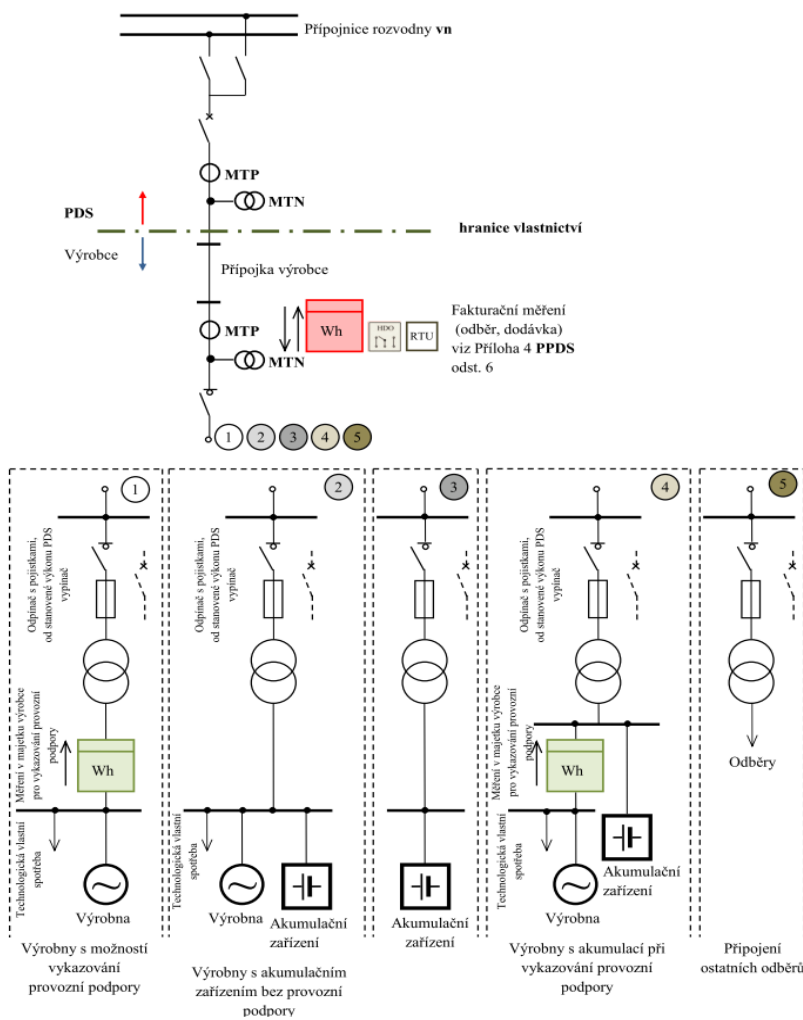 Přípojnice rozvodny vn
MTP
MTN
PDS
hranice vlastnictví
Výrobce
Přípojka výrobce
MTP
MTN
Wh
HDO
RTU
Fakturační měření
(odběr, dodávka)
viz Příloha 4 PPDS
odst. 6
1 2 3 4 5
1
Odpínač s pojistkami,
od stanovené výkonu PDS
vypínač
Měření v majetku výrobce
pro vykazování provozní
podpory
Wh
Technologická vlastní
spotřeba
Výrobna
Výrobny s možností
vykazování
provozní podpory
2
Odpínač s pojistkami,
od stanovené výkonu PDS
vypínač
Technologická vlastní
spotřeba
Výrobna
Akumulační
zařízení
Výrobny s akumulačním
zařízením bez provozní
podpory
3
Akumulační
zařízení
4
Odpínač s pojistkami,
od stanovené výkonu PDS
vypínač
Měření v majetku výrobce
pro vykazování provozní
podpory
Wh
Technologická vlastní
spotřeba
Výrobna
Akumulační
zařízení
Výrobny s akumulací při
vykazování provozní
podpory
5
Odběry
Připojení
ostatních odběrů